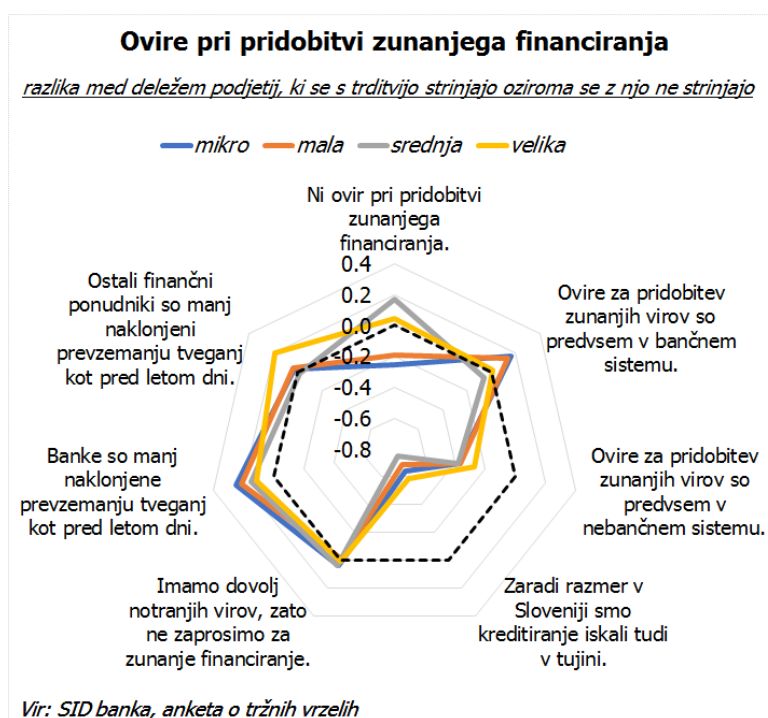 Ovire pri pridobitvi zunanjega financiranja
razlika med deležem podjetij, ki se s trditvijo strinjajo oziroma se z njo ne strinjajo
mikro mala srednja velika
Ni ovir pri pridobitvi
zunanjega
financiranja.
0.4
0.2
0.0
-0.2
-0.4
-0.6
-0.8
Ovire za pridobitev
zunanjih virov so
predvsem v bančnem
sistemu.
Ovire za pridobitev
zunanjih virov so
predvsem v
nebančnem sistemu.
Zaradi razmer v
Sloveniji smo
kreditiranje iskali tudi
v tujini.
Imamo dovolj
notranjih virov, zato
ne zaprosimo za
zunanje financiranje.
Banke so manj
naklonjene
prevzemanju tveganj
kot pred letom dni.
Ostali finančni
ponudniki so manj
naklonjeni
prevzemanju tveganj
kot pred letom dni.
Vir: SID banka, anketa o tržnih vrzelih